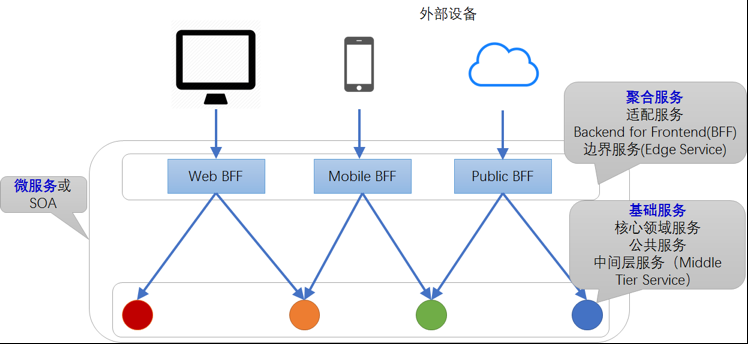 外部设备
聚合服务
适配服务
Backend for Frontend(BFF)
边界服务(Edge Service)
Web BFF
Mobile BFF
Public BFF
微服务或
SOA
基础服务
核心领域服务
公共服务
中间层服务（Middle
Tier Service）